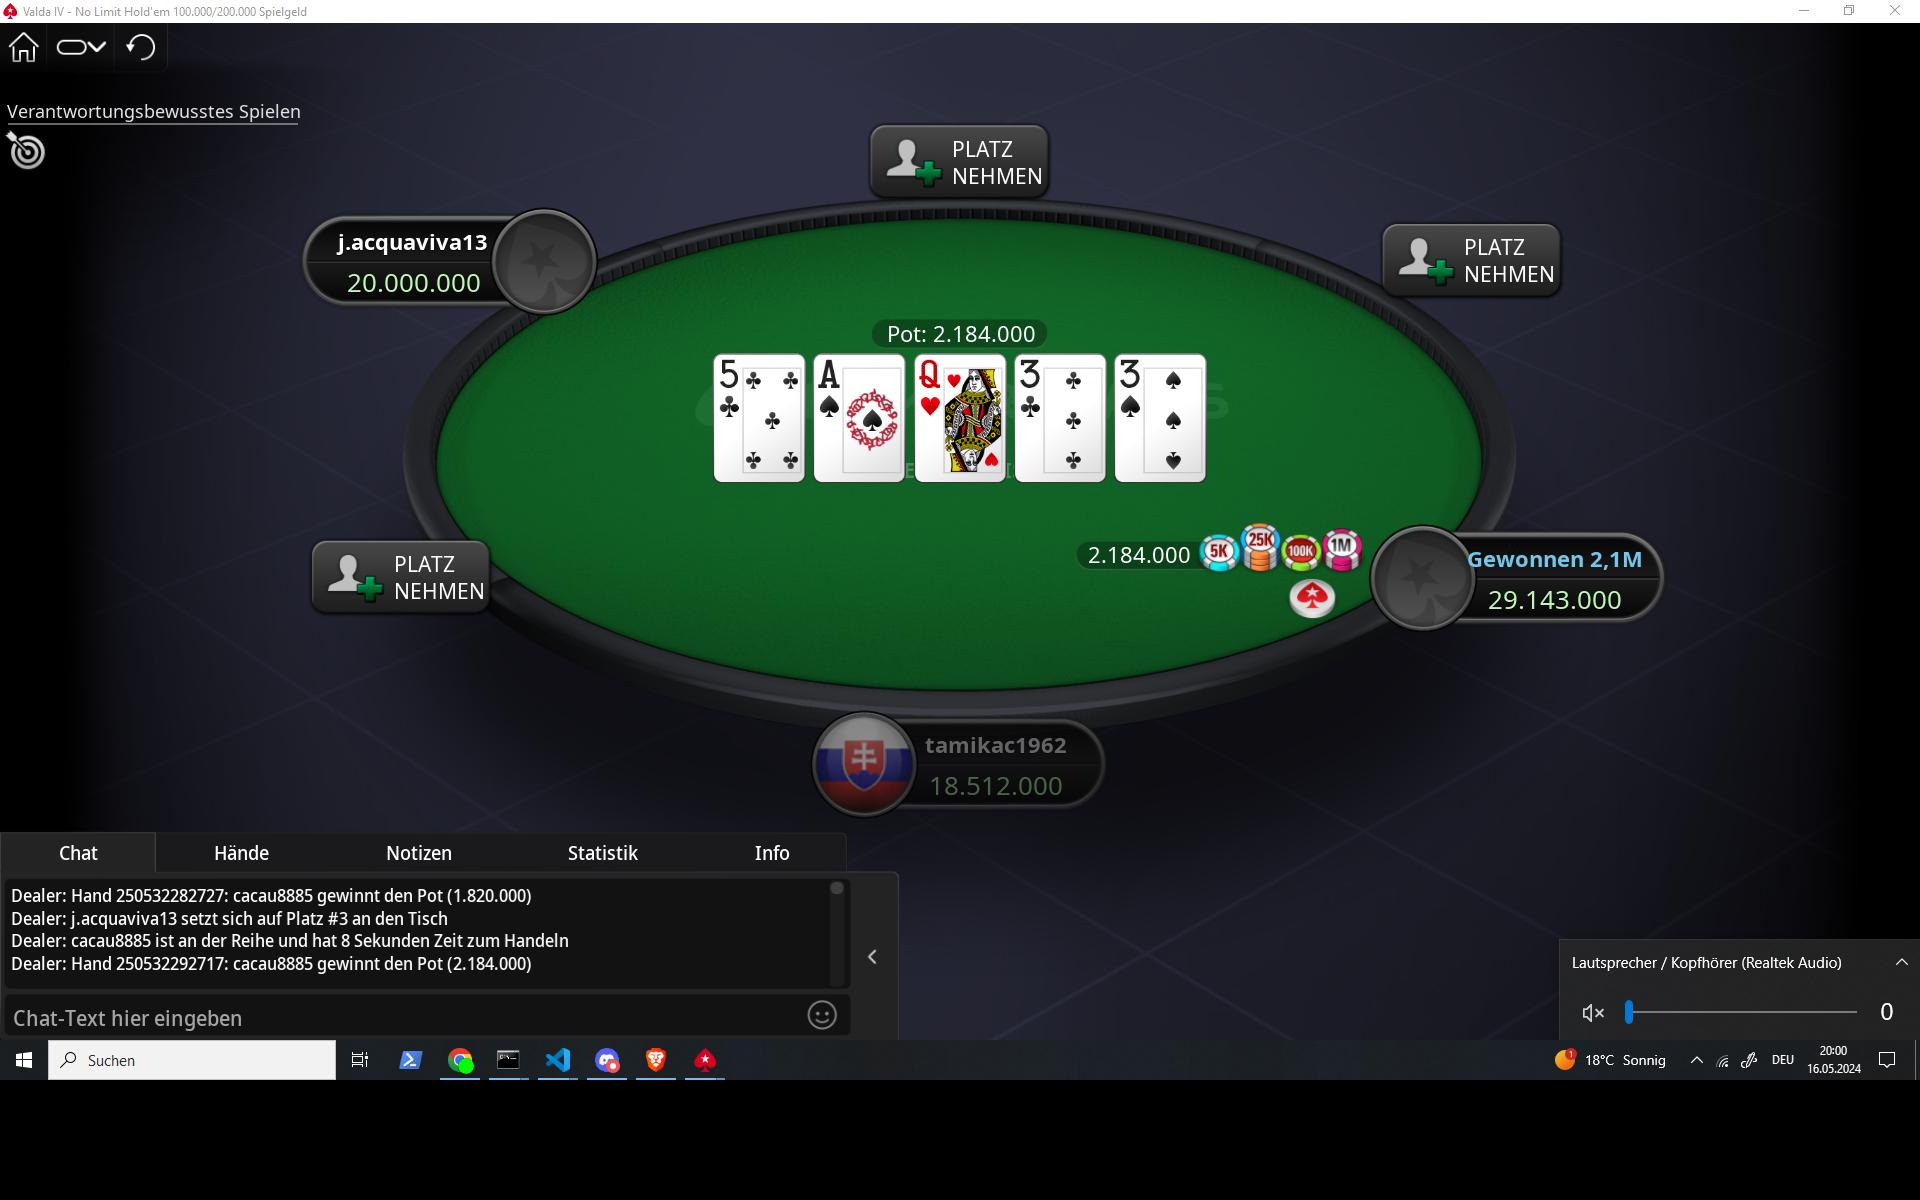 Valda IV - No Limit Hold'em 100.000/200.000 Spielgeld
Verantwortungsbewusstes Spielen
PLATZ
NEHMEN
j.acquaviva13
20.000.000
PLATZ
NEHMEN
Pot: 2.184.000
5
A
Q
3
3
2.184.000
5K
25K
100K
1M
Gewonnen 2,1M
29.143.000
PLATZ
NEHMEN
tamikac1962
18.512.000
Chat
Hände
Notizen
Statistik
Info
Dealer: Hand 250532282727: cacau8885 gewinnt den Pot (1.820.000)
Dealer: j.acquaviva13 setzt sich auf Platz #3 an den Tisch
Dealer: cacau8885 ist an der Reihe und hat 8 Sekunden Zeit zum Handeln
Dealer: Hand 250532292717: cacau8885 gewinnt den Pot (2.184.000)
Chat-Text hier eingeben
Lautsprecher / Kopfhörer (Realtek Audio)
0
Suchen
1
18°C Sonnig
DEU
20:00
16.05.2024